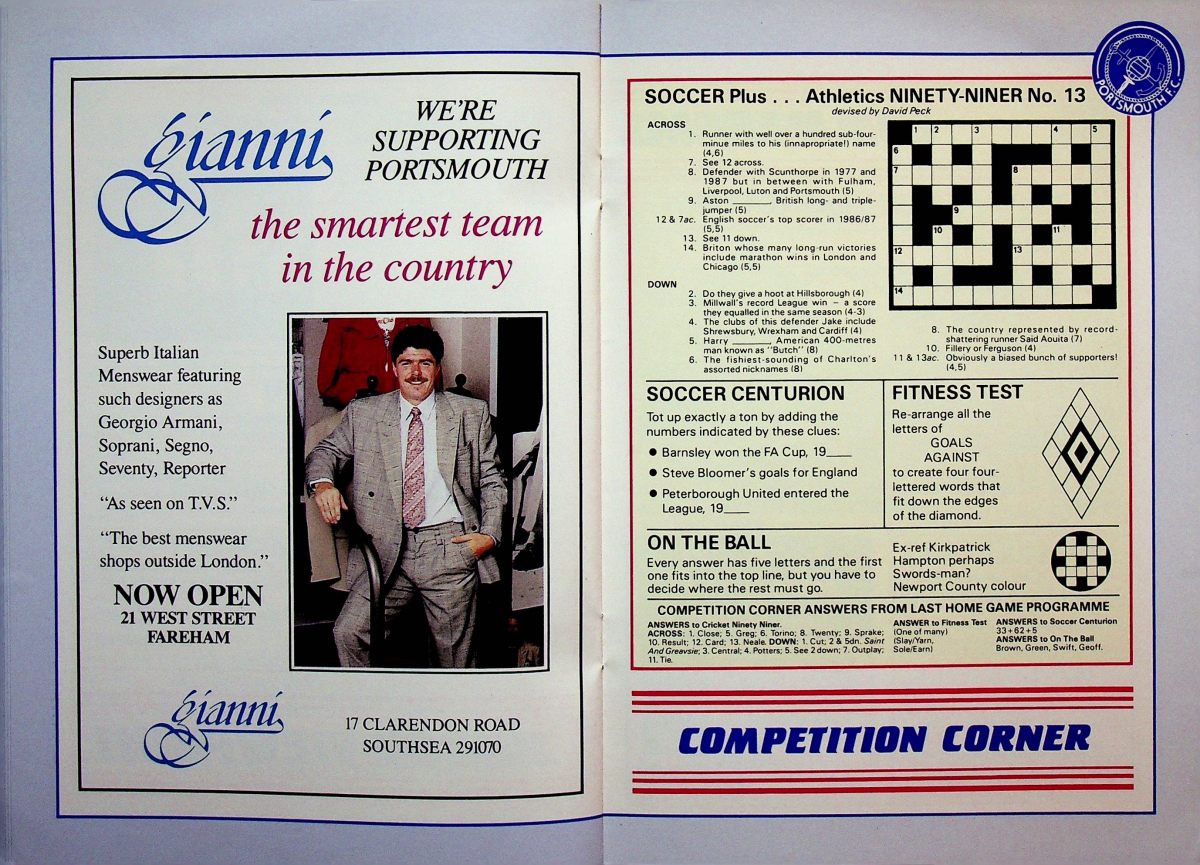 gianni
WE'RE
SUPPORTING
PORTSMOUTH
the smartest team
in the country
Superb Italian
Menswear featuring
such designers as
Georgio Armani,
Soprani, Segno,
Seventy, Reporter
“As seen on T.V.S.”
“The best menswear
shops outside London.”
NOW OPEN
21 WEST STREET
FAREHAM
gianni
17 CLARENDON ROAD
SOUTHSEA 291070
PORTSMOUTH F.C.
SOCCER Plus . . . Athletics NINETY-NINER No. 13
devised by David Peck
ACROSS
1. Runner with well over a hundred sub-four-
minue miles to his (innapropriate!) name
(4,6)
7. See 12 across.
8. Defender with Scunthorpe in 1977 and
1987 but in between with Fulham,
Liverpool, Luton and Portsmouth (5)
9. Aston ______, British long- and triple-
jumper (5)
12 & 7ac. English soccer's top scorer in 1986/87
(5,5)
13. See 11 down.
14. Briton whose many long-run victories
include marathon wins in London and
Chicago (5,5)
DOWN
2. Do they give a hoot at Hillsborough (4)
3. Millwall's record League win – a score
they equalled in the same season (4-3)
4. The clubs of this defender Jake include
Shrewsbury, Wrexham and Cardiff (4)
5. Harry ______, American 400-metres
man known as ''Butch'' (8)
6. The fishiest-sounding of Charlton's
assorted nicknames (8)
1 2 3 4 5
6
7 8
9
10 11
12 13
14
8. The country represented by record-
shattering runner Said Aouita (7)
10. Fillery or Ferguson (4)
11 & 13ac. Obviously a biased bunch of supporters!
(4,5)
SOCCER CENTURION
Tot up exactly a ton by adding the
numbers indicated by these clues:
● Barnsley won the FA Cup, 19____
● Steve Bloomer's goals for England
● Peterborough United entered the
League, 19____
FITNESS TEST
Re-arrange all the
letters of
GOALS
AGAINST
to create four four-
lettered words that
fit down the edges
of the diamond.
ON THE BALL
Every answer has five letters and the first
one fits into the top line, but you have to
decide where the rest must go.
Ex-ref Kirkpatrick
Hampton perhaps
Swords-man?
Newport County colour
COMPETITION CORNER ANSWERS FROM LAST HOME GAME PROGRAMME
ANSWERS to Cricket Ninety Niner.
ACROSS: 1. Close; 5. Greg; 6. Torino; 8. Twenty; 9. Sprake;
10. Result; 12. Card; 13. Neale. DOWN: 1. Cut; 2 & 5dn. Saint
And Greavsie; 3. Central; 4. Potters; 5. See 2 down; 7. Outplay;
11. Tie.
ANSWER to Fitness Test
(One of many)
(Slay/Yarn,
Sole/Earn)
ANSWERS to Soccer Centurion
33+62+5
ANSWERS to On The Ball
Brown, Green, Swift, Geoff.
COMPETITION CORNER